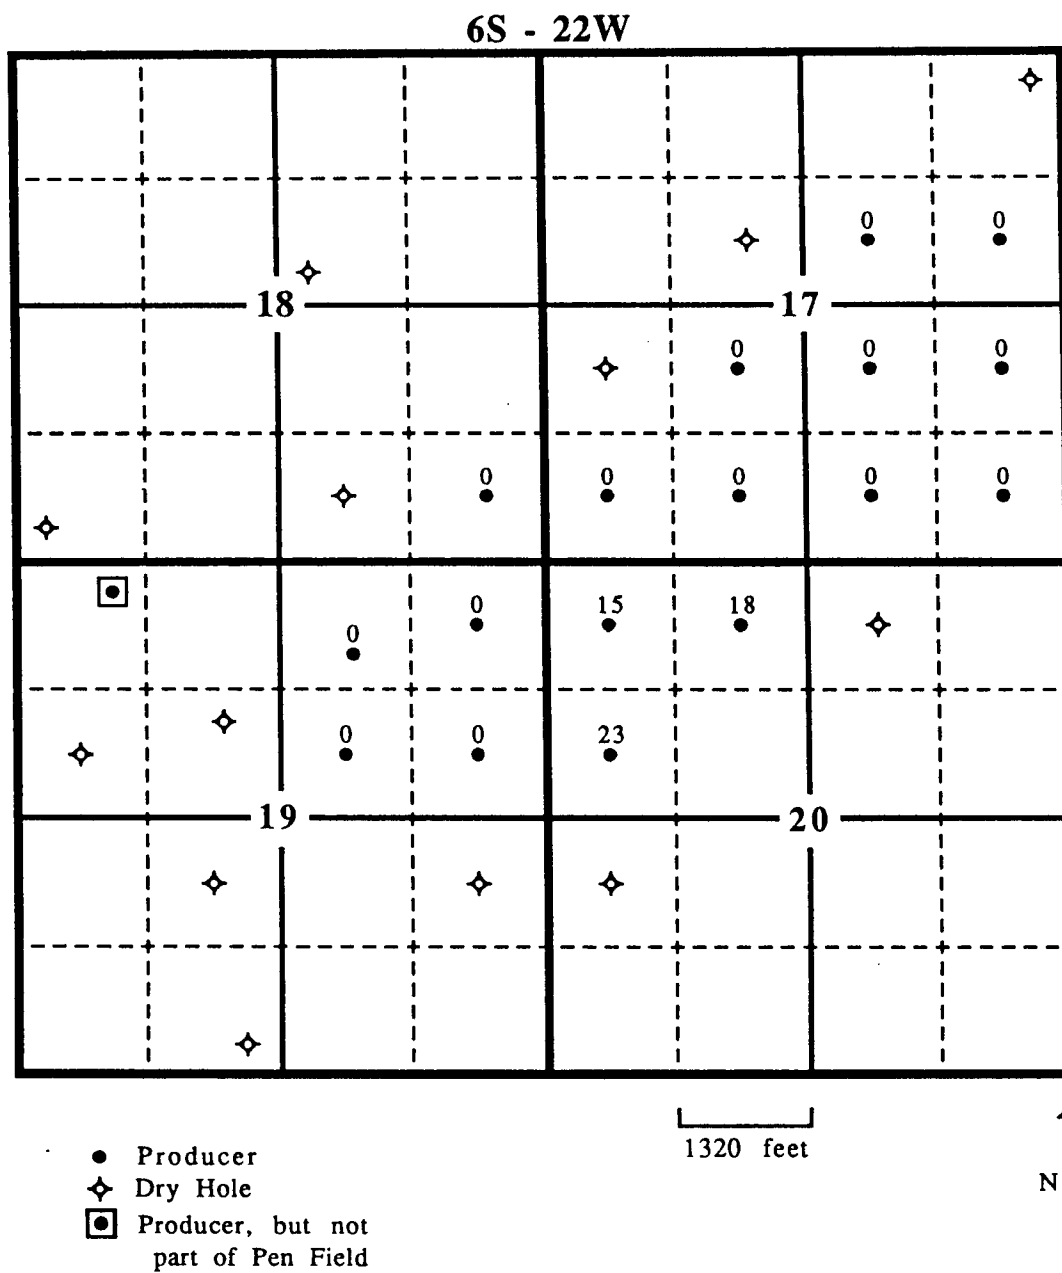 6S - 22W
0 0
18 17
0 0 0
0 0 0 0 0
0 15 18
0
0 0 23
19 20
1320 feet
Producer
N
Dry Hole
Producer, but not
part of Pen Field